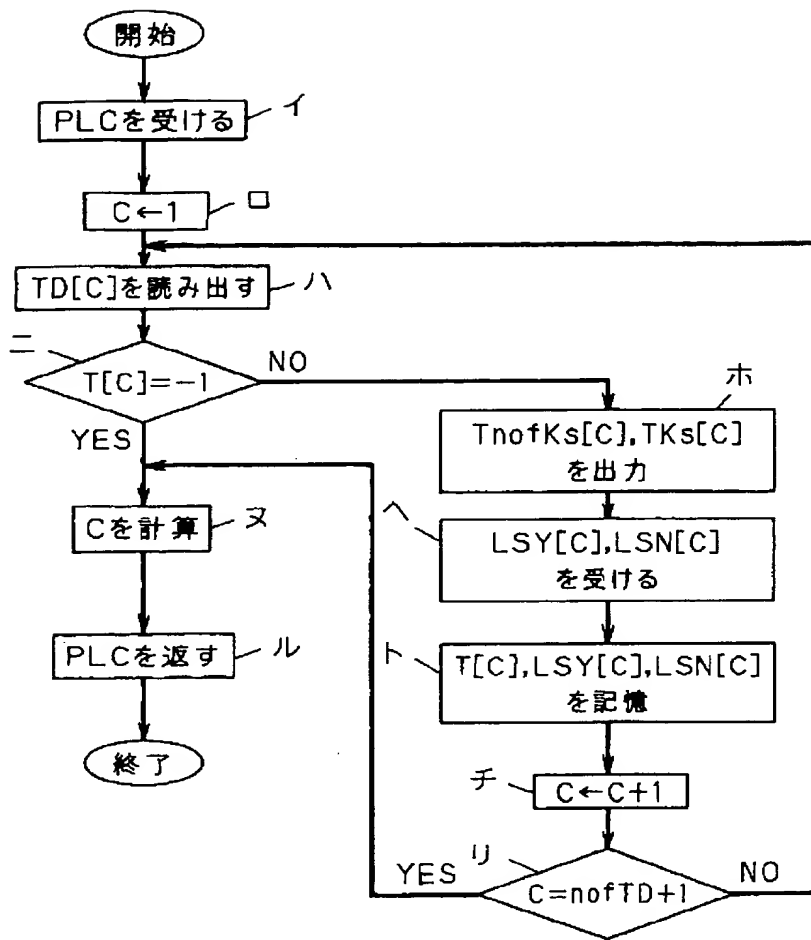 開始
PLCを受ける
イ
C←1
ロ
TD[C]を読み出す
ハ
ニ
T[C]=-1
NO
YES
ホ
TnofKs[C],TKs[C]
を出力
ヘ
LSY[C],LSN[C]
を受ける
ト
T[C],LSY[C],LSN[C]
を記憶
チ
C←C+1
リ
C=nofTD+1
YES
NO
Cを計算
ヌ
PLCを返す
ル
終了